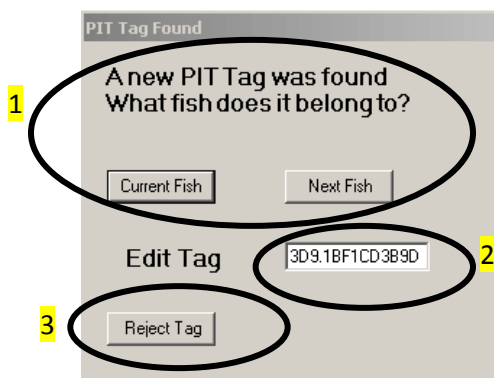 PIT Tag Found
A new PIT Tag was found
What fish does it belong to?
1
Current Fish Next Fish
Edit Tag 3D9.1BF1CD3B9D 2
3 Reject Tag